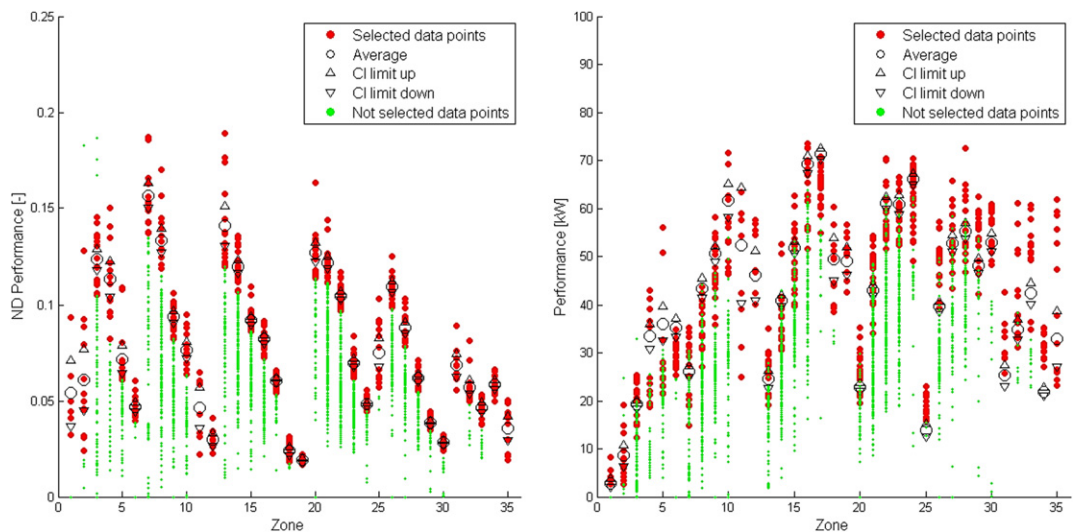 0.25
0.2
0.15
0.1
0.05
0
ND Performance [-]
0 5 10 15 20 25 30 35
Zone
Selected data points
Average
CI limit up
CI limit down
Not selected data points
100
90
80
70
60
50
40
30
20
10
0
Performance [kW]
0 5 10 15 20 25 30 35
Zone
Selected data points
Average
CI limit up
CI limit down
Not selected data points